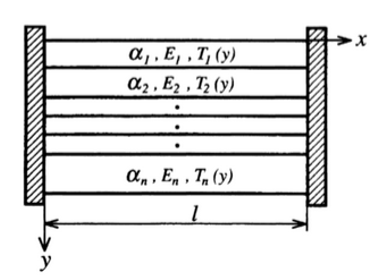 x
α₁ , E₁ , T₁ (y)
α₂ , E₂ , T₂ (y)
αₙ , Eₙ , Tₙ (y)
l
y